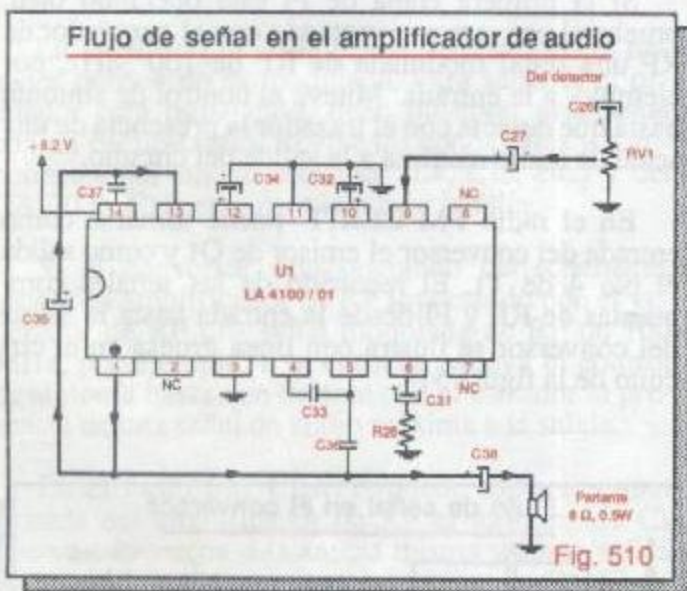 Flujo de señal en el amplificador de audio
Del detector
C26
+ 8.2 V
C27
C37
C34
C32
RV1
NC
14
13
12
11
10
9
8
U1
LA 4100 / 01
C35
1
2
3
4
5
6
7
NC
NC
C33
C31
C36
R26
C38
Parlante
8 Ω, 0.5W
Fig. 510